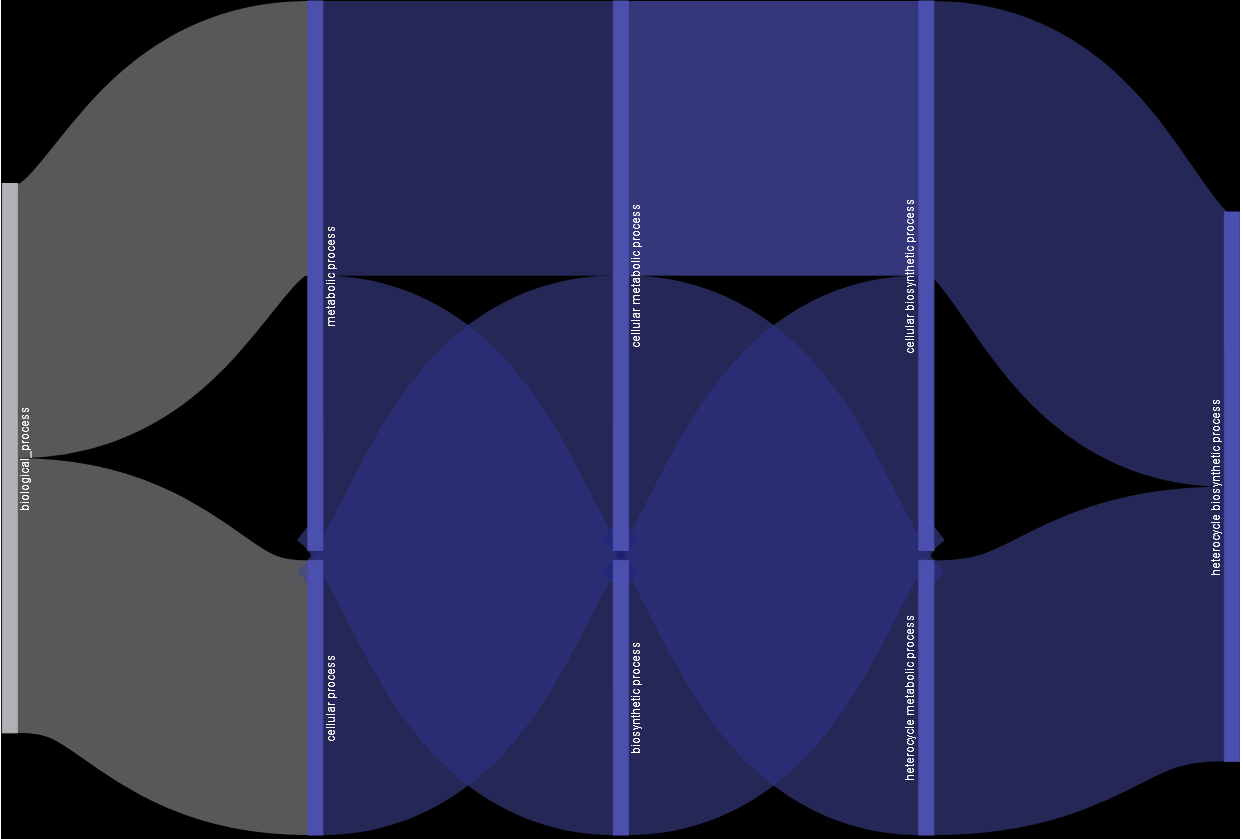 biological_process
metabolic process
cellular process
cellular metabolic process
biosynthetic process
cellular biosynthetic process
heterocycle metabolic process
heterocycle biosynthetic process